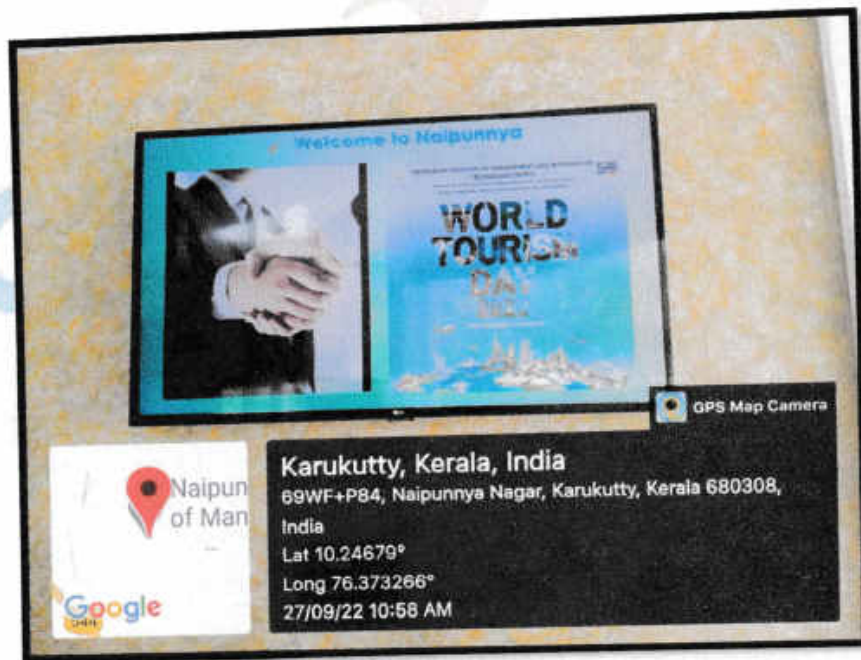 Welcome to Naipunnya
WORLD
TOURISM
DAY
GPS Map Camera
Naipun
of Man
Google
Karukutty, Kerala, India
69WF+P84, Naipunnya Nagar, Karukutty, Kerala 680308,
India
Lat 10.24679°
Long 76.373266°
27/09/22 10:58 AM